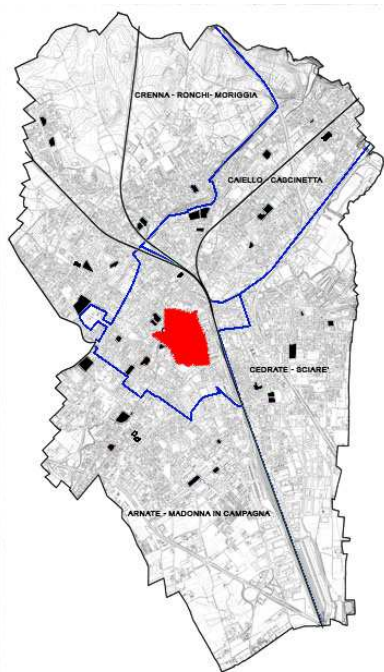 CRENNA - RONCHI- MORIGGIA
CAIELLO - CASCINETTA
CEDRATE - SCIARE'
ARNATE - MADONNA IN CAMPAGNA